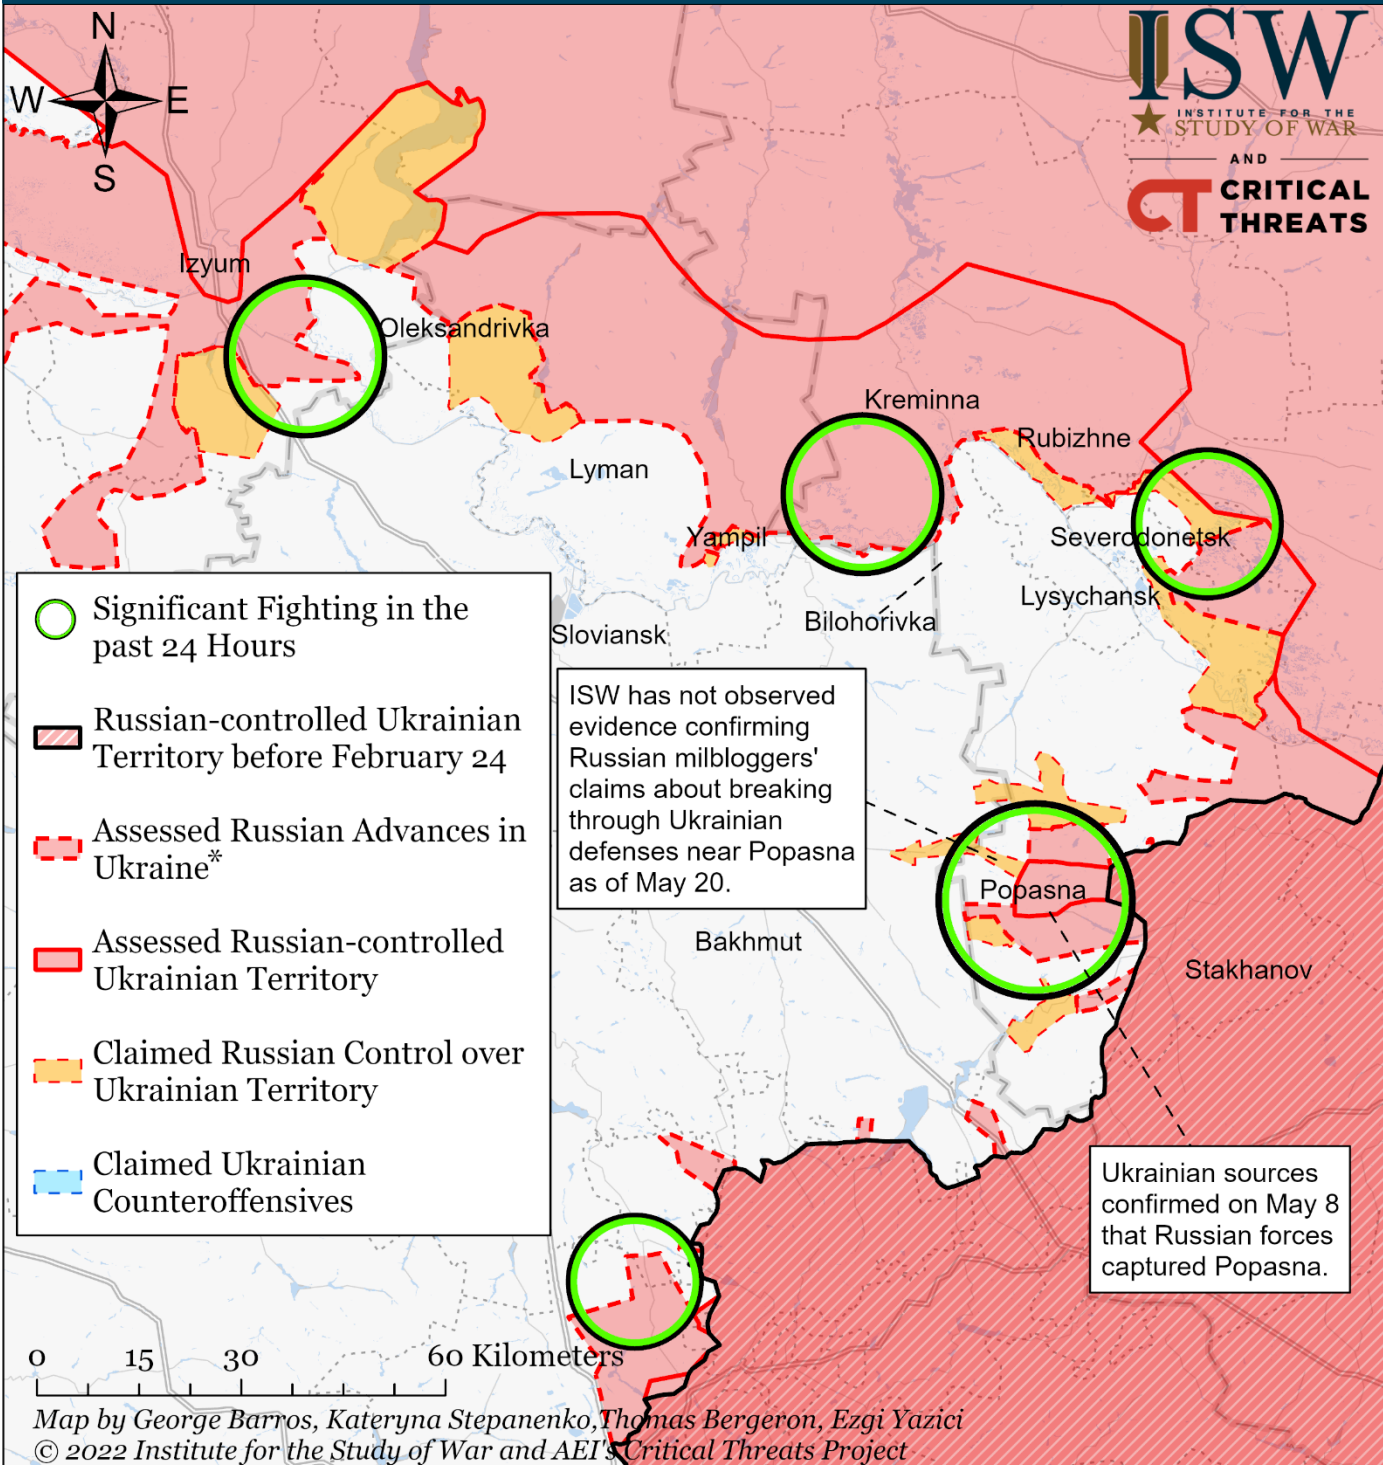 N
W
E
S
ISW
INSTITUTE FOR THE
STUDY OF WAR
AND
CT CRITICAL
THREATS
Izyum
Oleksandrivka
Kreminna
Rubizhne
Lyman
Yampil
Severodonetsk
Lysychansk
Bilohorivka
Sloviansk
Significant Fighting in the
past 24 Hours
Russian-controlled Ukrainian
Territory before February 24
Assessed Russian Advances in
Ukraine*
Assessed Russian-controlled
Ukrainian Territory
Claimed Russian Control over
Ukrainian Territory
Claimed Ukrainian
Counteroffensives
ISW has not observed
evidence confirming
Russian milbloggers'
claims about breaking
through Ukrainian
defenses near Popasna
as of May 20.
Popasna
Bakhmut
Stakhanov
Ukrainian sources
confirmed on May 8
that Russian forces
captured Popasna.
0 15 30 60 Kilometers
Map by George Barros, Kateryna Stepanenko,Thomas Bergeron, Ezgi Yazici
© 2022 Institute for the Study of War and AEI's Critical Threats Project